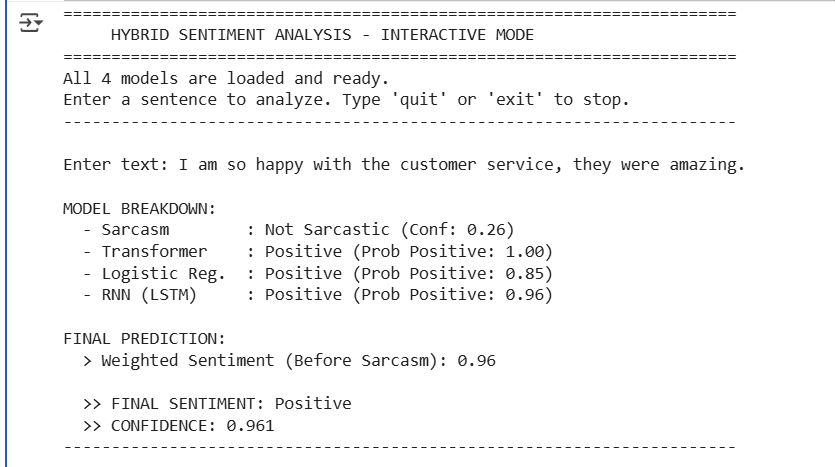 ======================================================================
     HYBRID SENTIMENT ANALYSIS - INTERACTIVE MODE
======================================================================
All 4 models are loaded and ready.
Enter a sentence to analyze. Type 'quit' or 'exit' to stop.
----------------------------------------------------------------------
Enter text: I am so happy with the customer service, they were amazing.
MODEL BREAKDOWN:
  - Sarcasm        : Not Sarcastic (Conf: 0.26)
  - Transformer    : Positive (Prob Positive: 1.00)
  - Logistic Reg.  : Positive (Prob Positive: 0.85)
  - RNN (LSTM)     : Positive (Prob Positive: 0.96)
FINAL PREDICTION:
  > Weighted Sentiment (Before Sarcasm): 0.96
  >> FINAL SENTIMENT: Positive
  >> CONFIDENCE: 0.961
----------------------------------------------------------------------